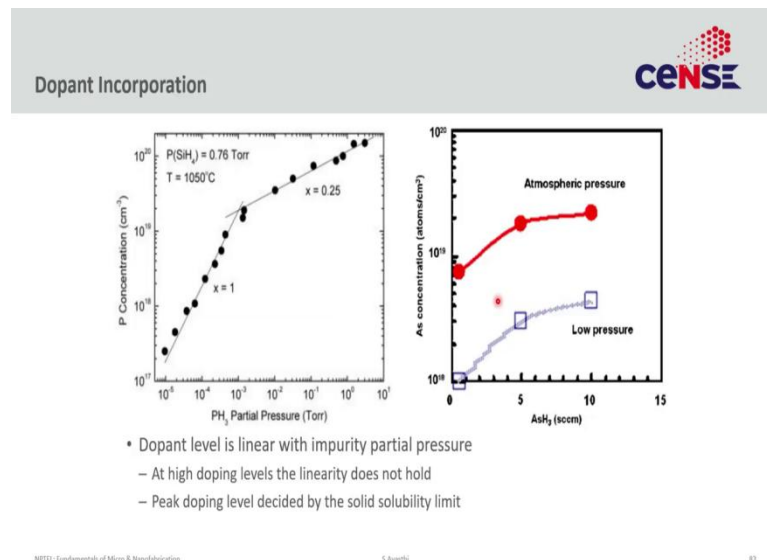 Dopant Incorporation
CeNSE
10²⁰
10¹⁹
10¹⁸
10¹⁷
P Concentration (cm⁻³)
P(SiH₄) = 0.76 Torr
T = 1050°C
x = 0.25
x = 1
10⁻⁵ 10⁻⁴ 10⁻³ 10⁻² 10⁻¹ 10⁰ 10¹
PH₃ Partial Pressure (Torr)
10²⁰
10¹⁹
10¹⁸
As concentration (atoms/cm²)
Atmospheric pressure
Low pressure
0 5 10 15
AsH₃ (sccm)
• Dopant level is linear with impurity partial pressure
– At high doping levels the linearity does not hold
– Peak doping level decided by the solid solubility limit
NPTEL: Fundamentals of Micro & Nanofabrication
S Avanthi